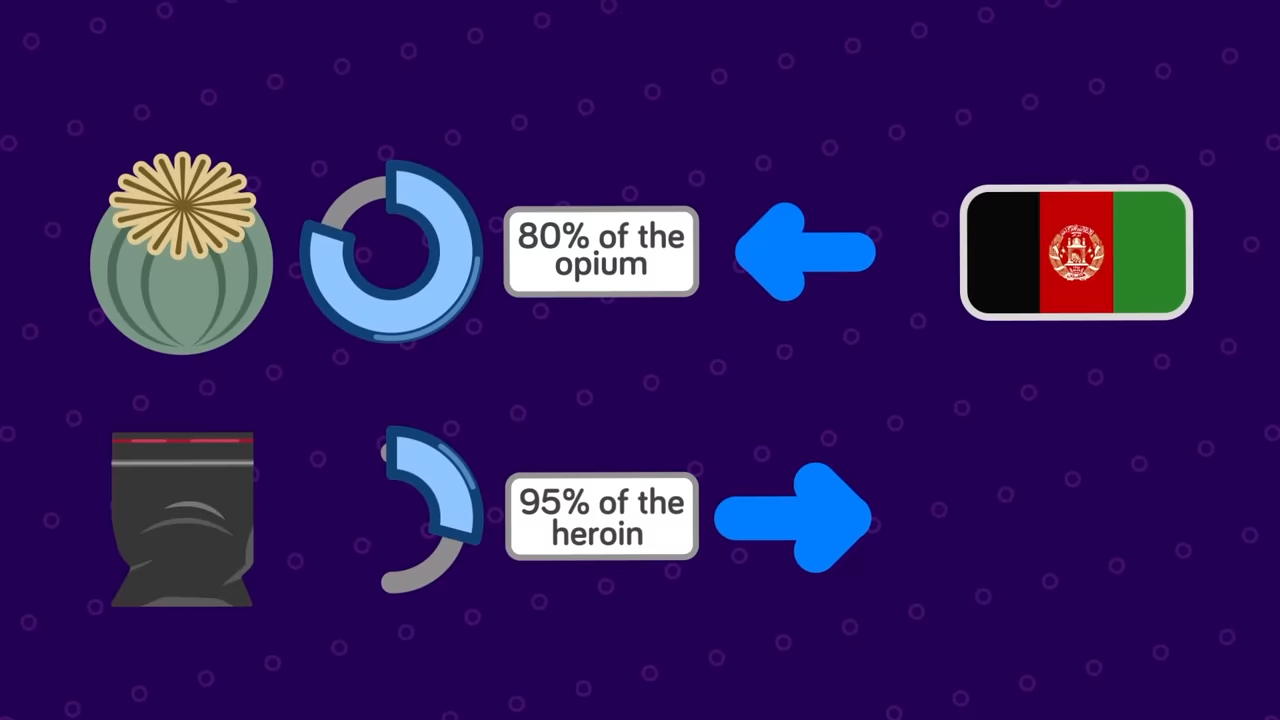 80% of the
opium
95% of the
heroin